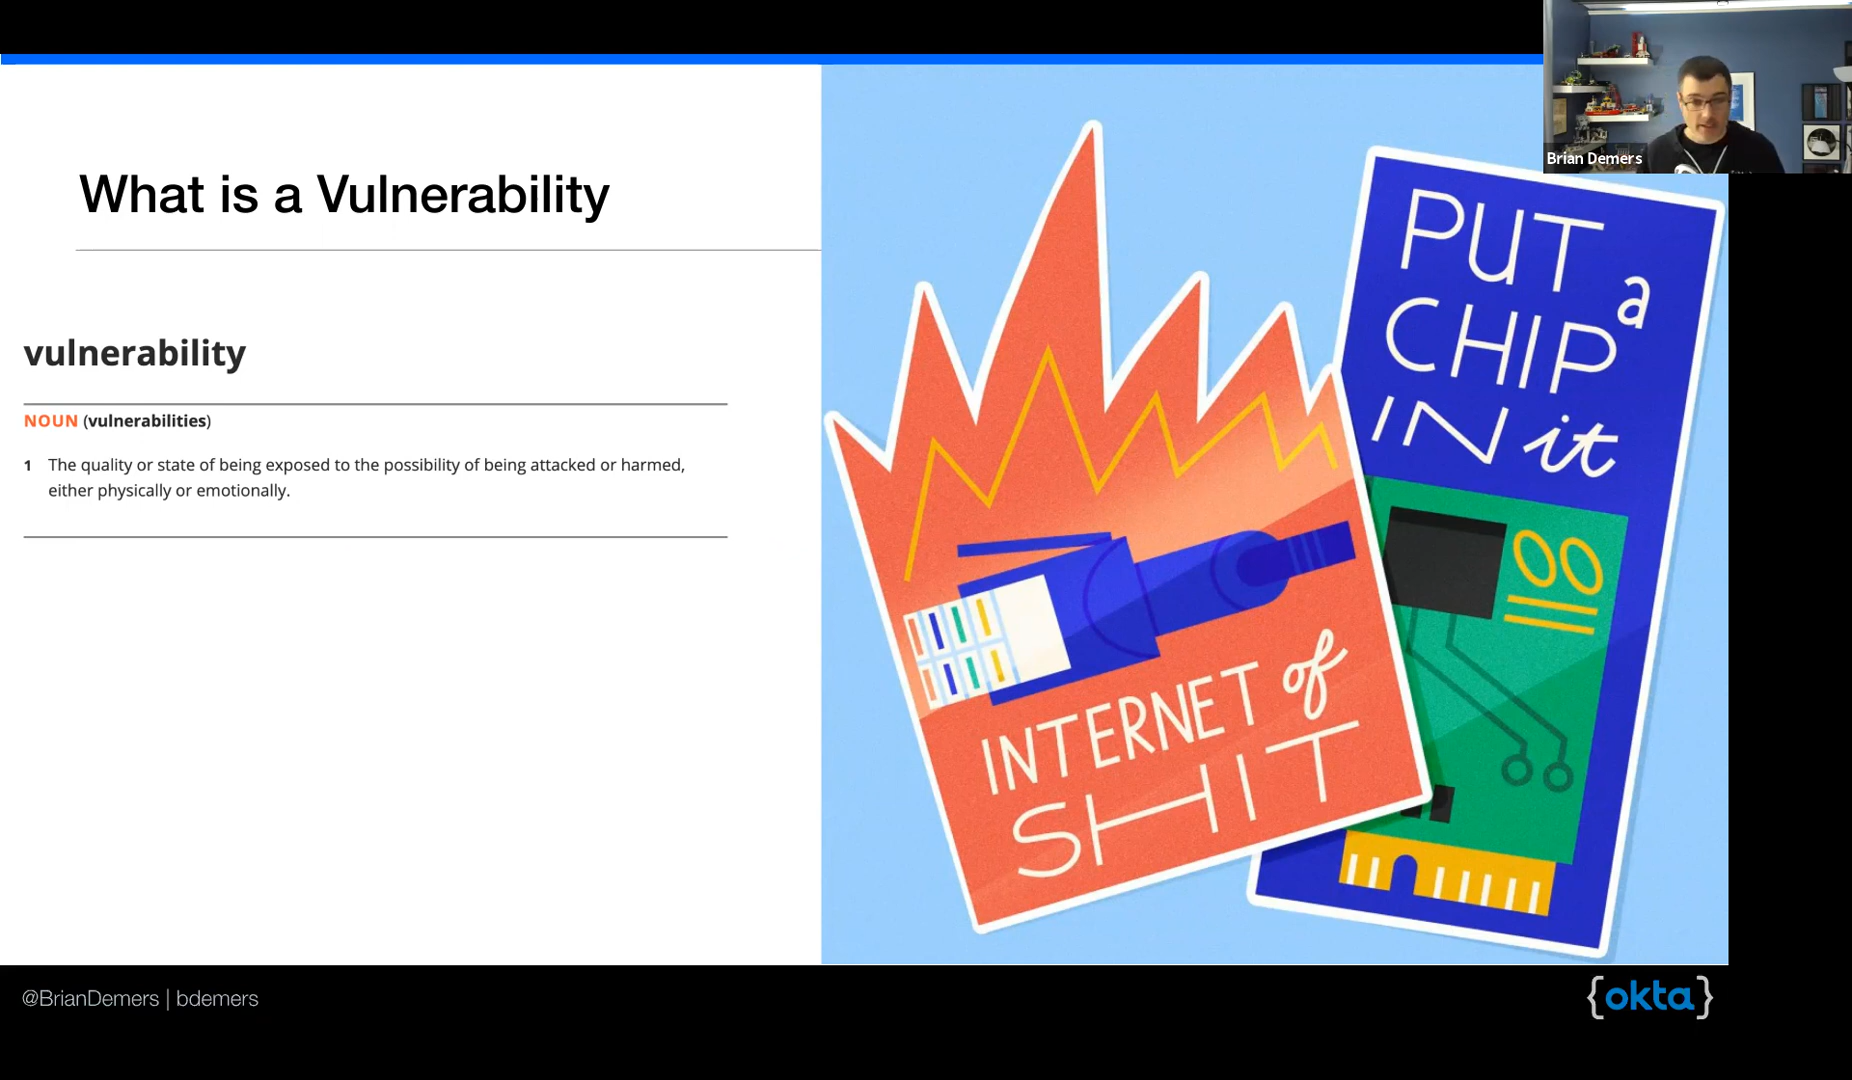 What is a Vulnerability
vulnerability
NOUN (vulnerabilities)
1 The quality or state of being exposed to the possibility of being attacked or harmed,
either physically or emotionally.
INTERNET of
SHIT
PUT a
CHIP
IN it
Brian Demers
@BrianDemers | bdemers
{okta}